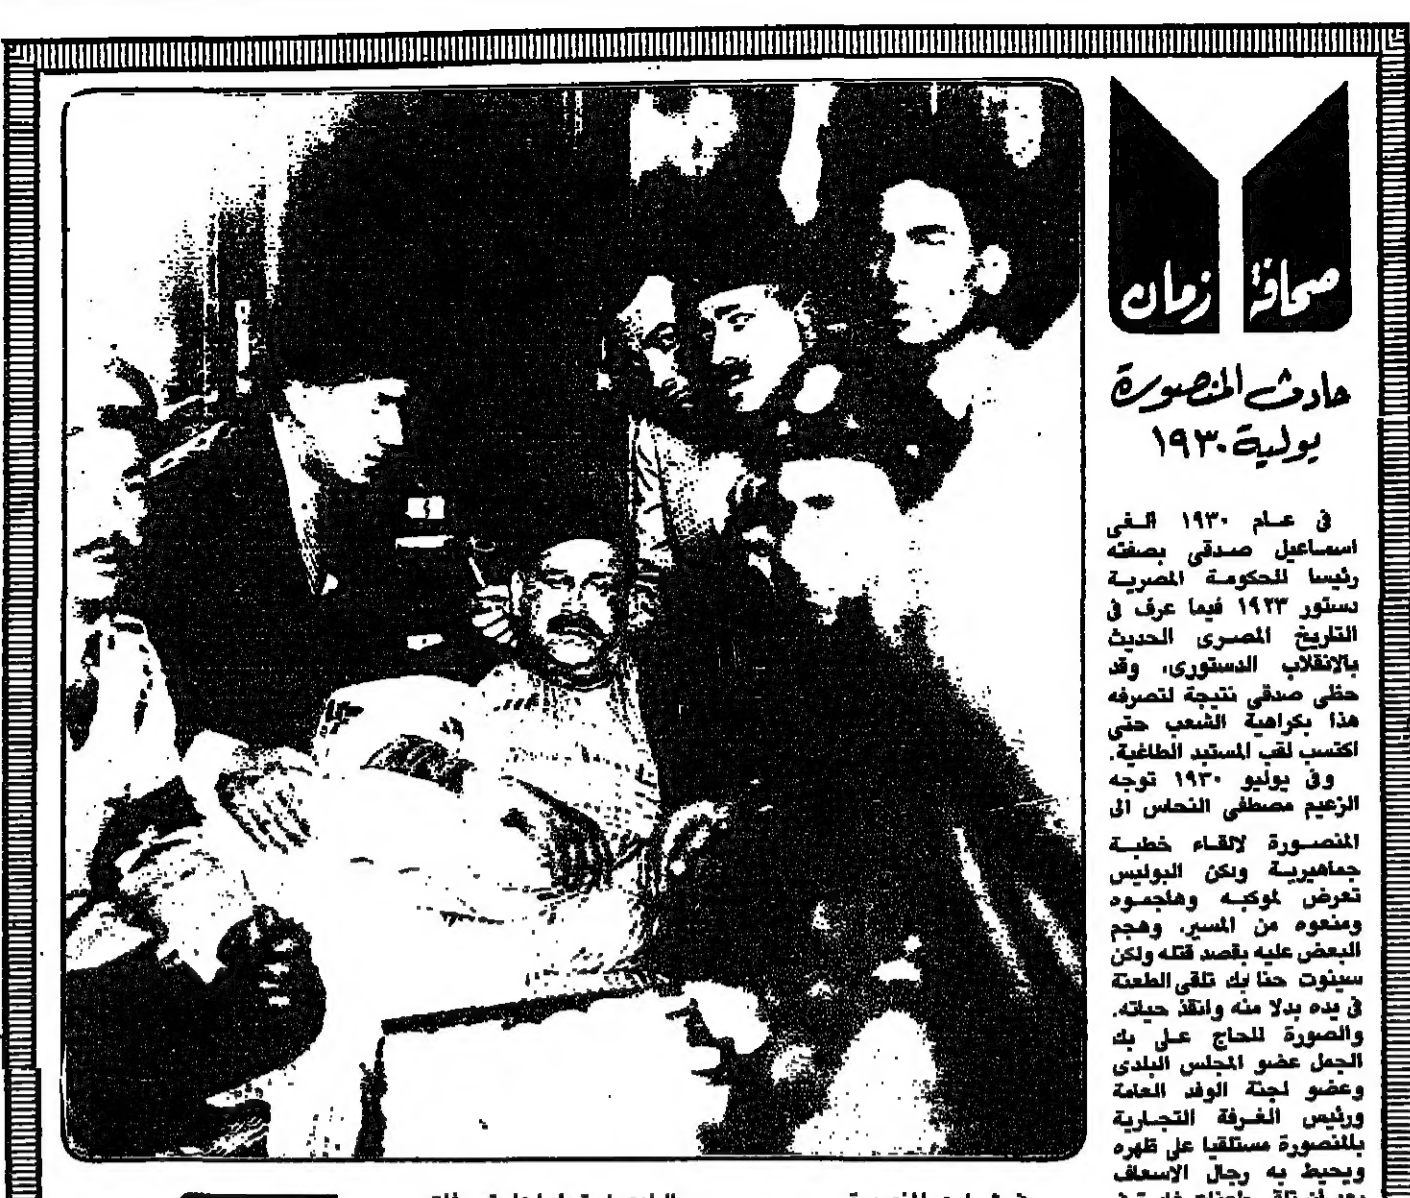 صحافة زمان
حادث المنصورة
يولية ١٩٣٠
فى عام ١٩٣٠ الغى
اسماعيل صدقى بصفته
رئيسا للحكومة المصرية
دستور ١٩٢٣ فيما عرف فى
التاريخ المصرى الحديث
بالانقلاب الدستورى، وقد
حظى صدقى نتيجة لتصرفه
هذا بكراهية الشعب حتى
اكتسب لقب المستبد الطاغية.
وفى يوليو ١٩٣٠ توجه
الزعيم مصطفى النحاس الى
المنصورة لالقاء خطبة
جماهيرية ولكن البوليس
تعرض لموكبه وهاجموه
ومنعوه من المسير. وهجم
البعض عليه بقصد قتله ولكن
سينوت حنا بك تلقى الطعنة
فى يده بدلا منه وانقذ حياته.
والصورة للحاج على بك
الجمل عضو المجلس البلدى
وعضو لجنة الوفد العامة
ورئيس الغرفة التجارية
بالمنصورة مستلقيا على ظهره
ويحيط به رجال الاسعاف